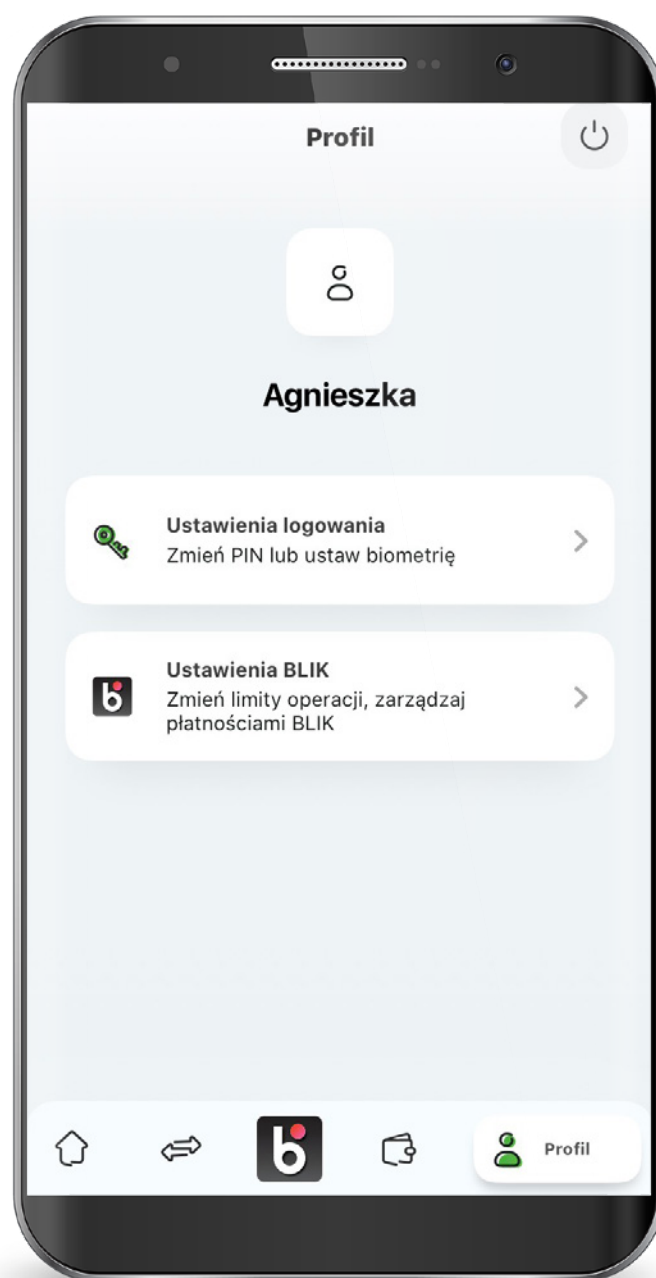 Profil
Agnieszka
Ustawienia logowania
Zmień PIN lub ustaw biometrię
Ustawienia BLIK
Zmień limity operacji, zarządzaj
płatnościami BLIK
Profil